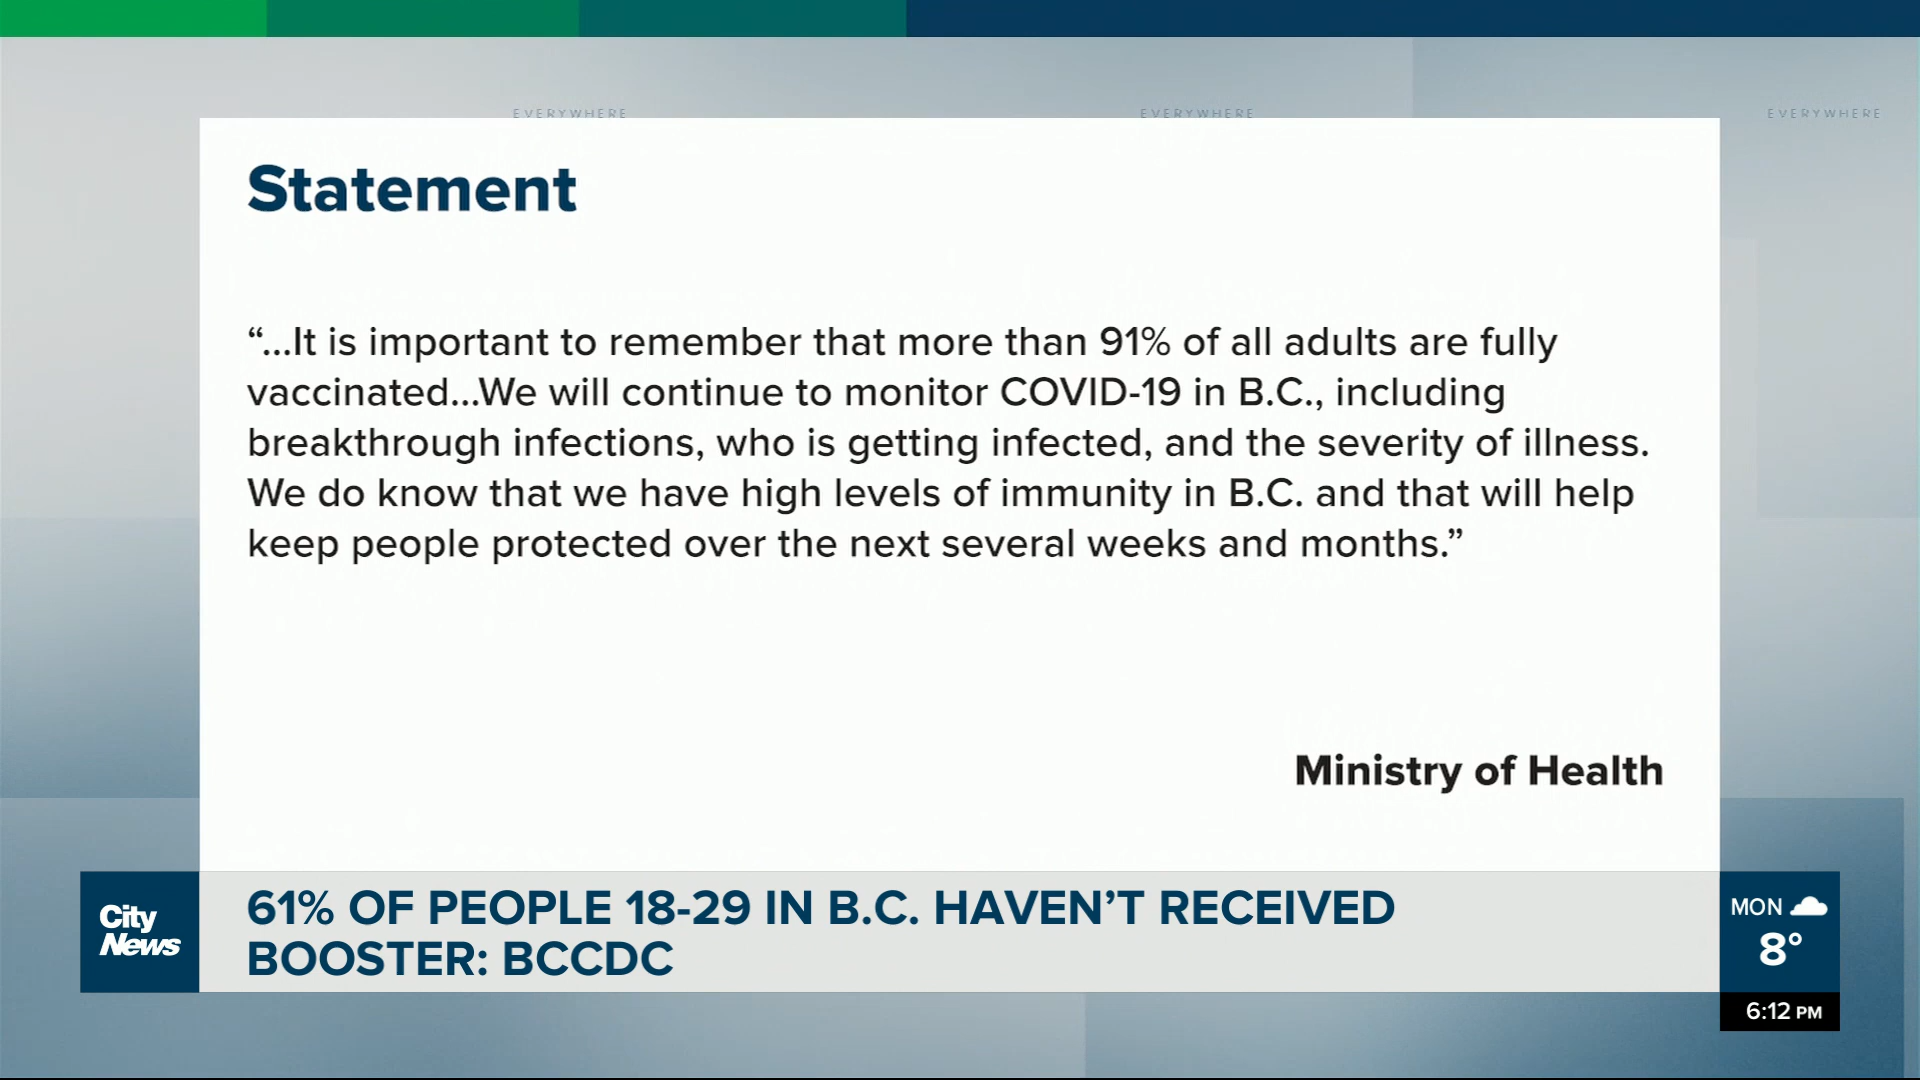 EVERYWHERE EVERYWHERE EVERYWHERE
Statement
“...It is important to remember that more than 91% of all adults are fully
vaccinated...We will continue to monitor COVID-19 in B.C., including
breakthrough infections, who is getting infected, and the severity of illness.
We do know that we have high levels of immunity in B.C. and that will help
keep people protected over the next several weeks and months.”
Ministry of Health
City
News
61% OF PEOPLE 18-29 IN B.C. HAVEN’T RECEIVED
BOOSTER: BCCDC
MON
8°
6:12 PM